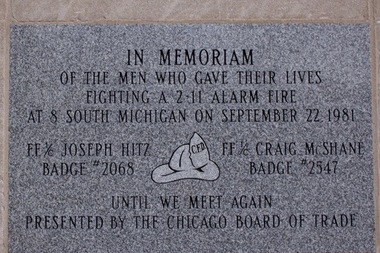 IN MEMORIAM
OF THE MEN WHO GAVE THEIR LIVES
FIGHTING A 2-11 ALARM FIRE
AT 8 SOUTH MICHIGAN ON SEPTEMBER 22 1981
JOSEPH HITZ
BADGE #2068
CFD
CRAIG McSHANE
BADGE #2547
UNTIL WE MEET AGAIN
PRESENTED BY THE CHICAGO BOARD OF TRADE